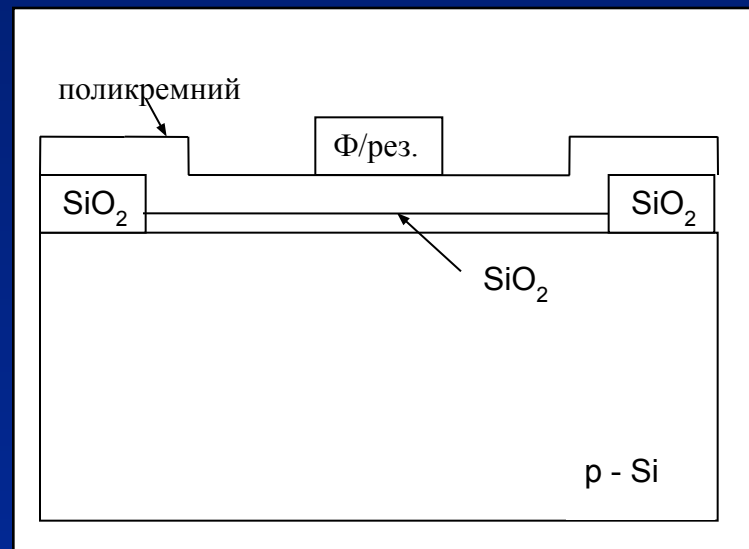 поликремний
Ф/рез.
SiO₂
SiO₂
SiO₂
p - Si